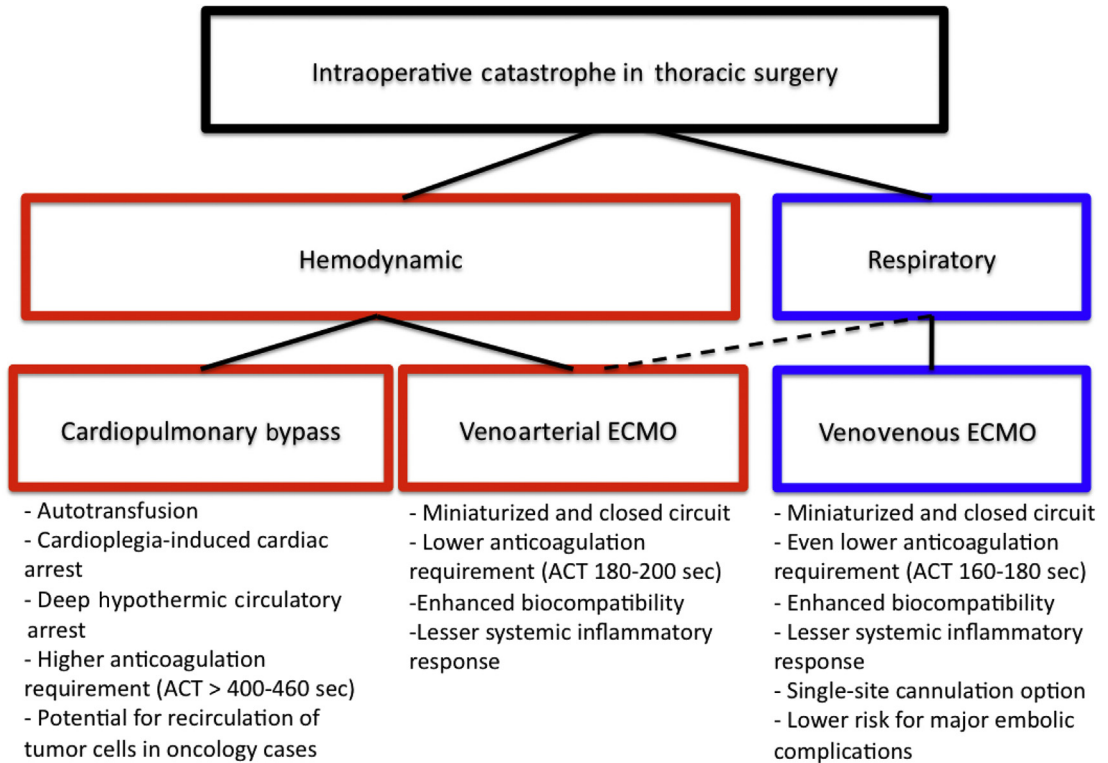 Intraoperative catastrophe in thoracic surgery
Hemodynamic
Respiratory
Cardiopulmonary bypass
Venoarterial ECMO
Venovenous ECMO
- Autotransfusion
- Cardioplegia-induced cardiac
arrest
- Deep hypothermic circulatory
arrest
- Higher anticoagulation
requirement (ACT > 400-460 sec)
- Potential for recirculation of
tumor cells in oncology cases
- Miniaturized and closed circuit
- Lower anticoagulation
requirement (ACT 180-200 sec)
-Enhanced biocompatibility
-Lesser systemic inflammatory
response
- Miniaturized and closed circuit
- Even lower anticoagulation
requirement (ACT 160-180 sec)
- Enhanced biocompatibility
- Lesser systemic inflammatory
response
- Single-site cannulation option
- Lower risk for major embolic
complications